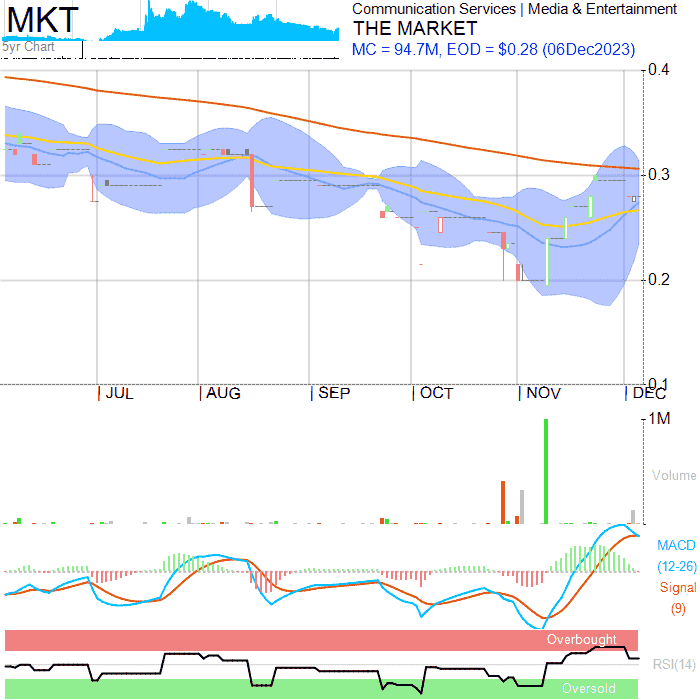 MKT
5yr Chart
Communication Services | Media & Entertainment
THE MARKET
MC = 94.7M, EOD = $0.28 (06Dec2023)
0.4
0.3
0.2
0.1
JUL
AUG
SEP
OCT
NOV
DEC
1M
Volume
MACD
(12-26)
Signal
(9)
Overbought
RSI(14)
Oversold